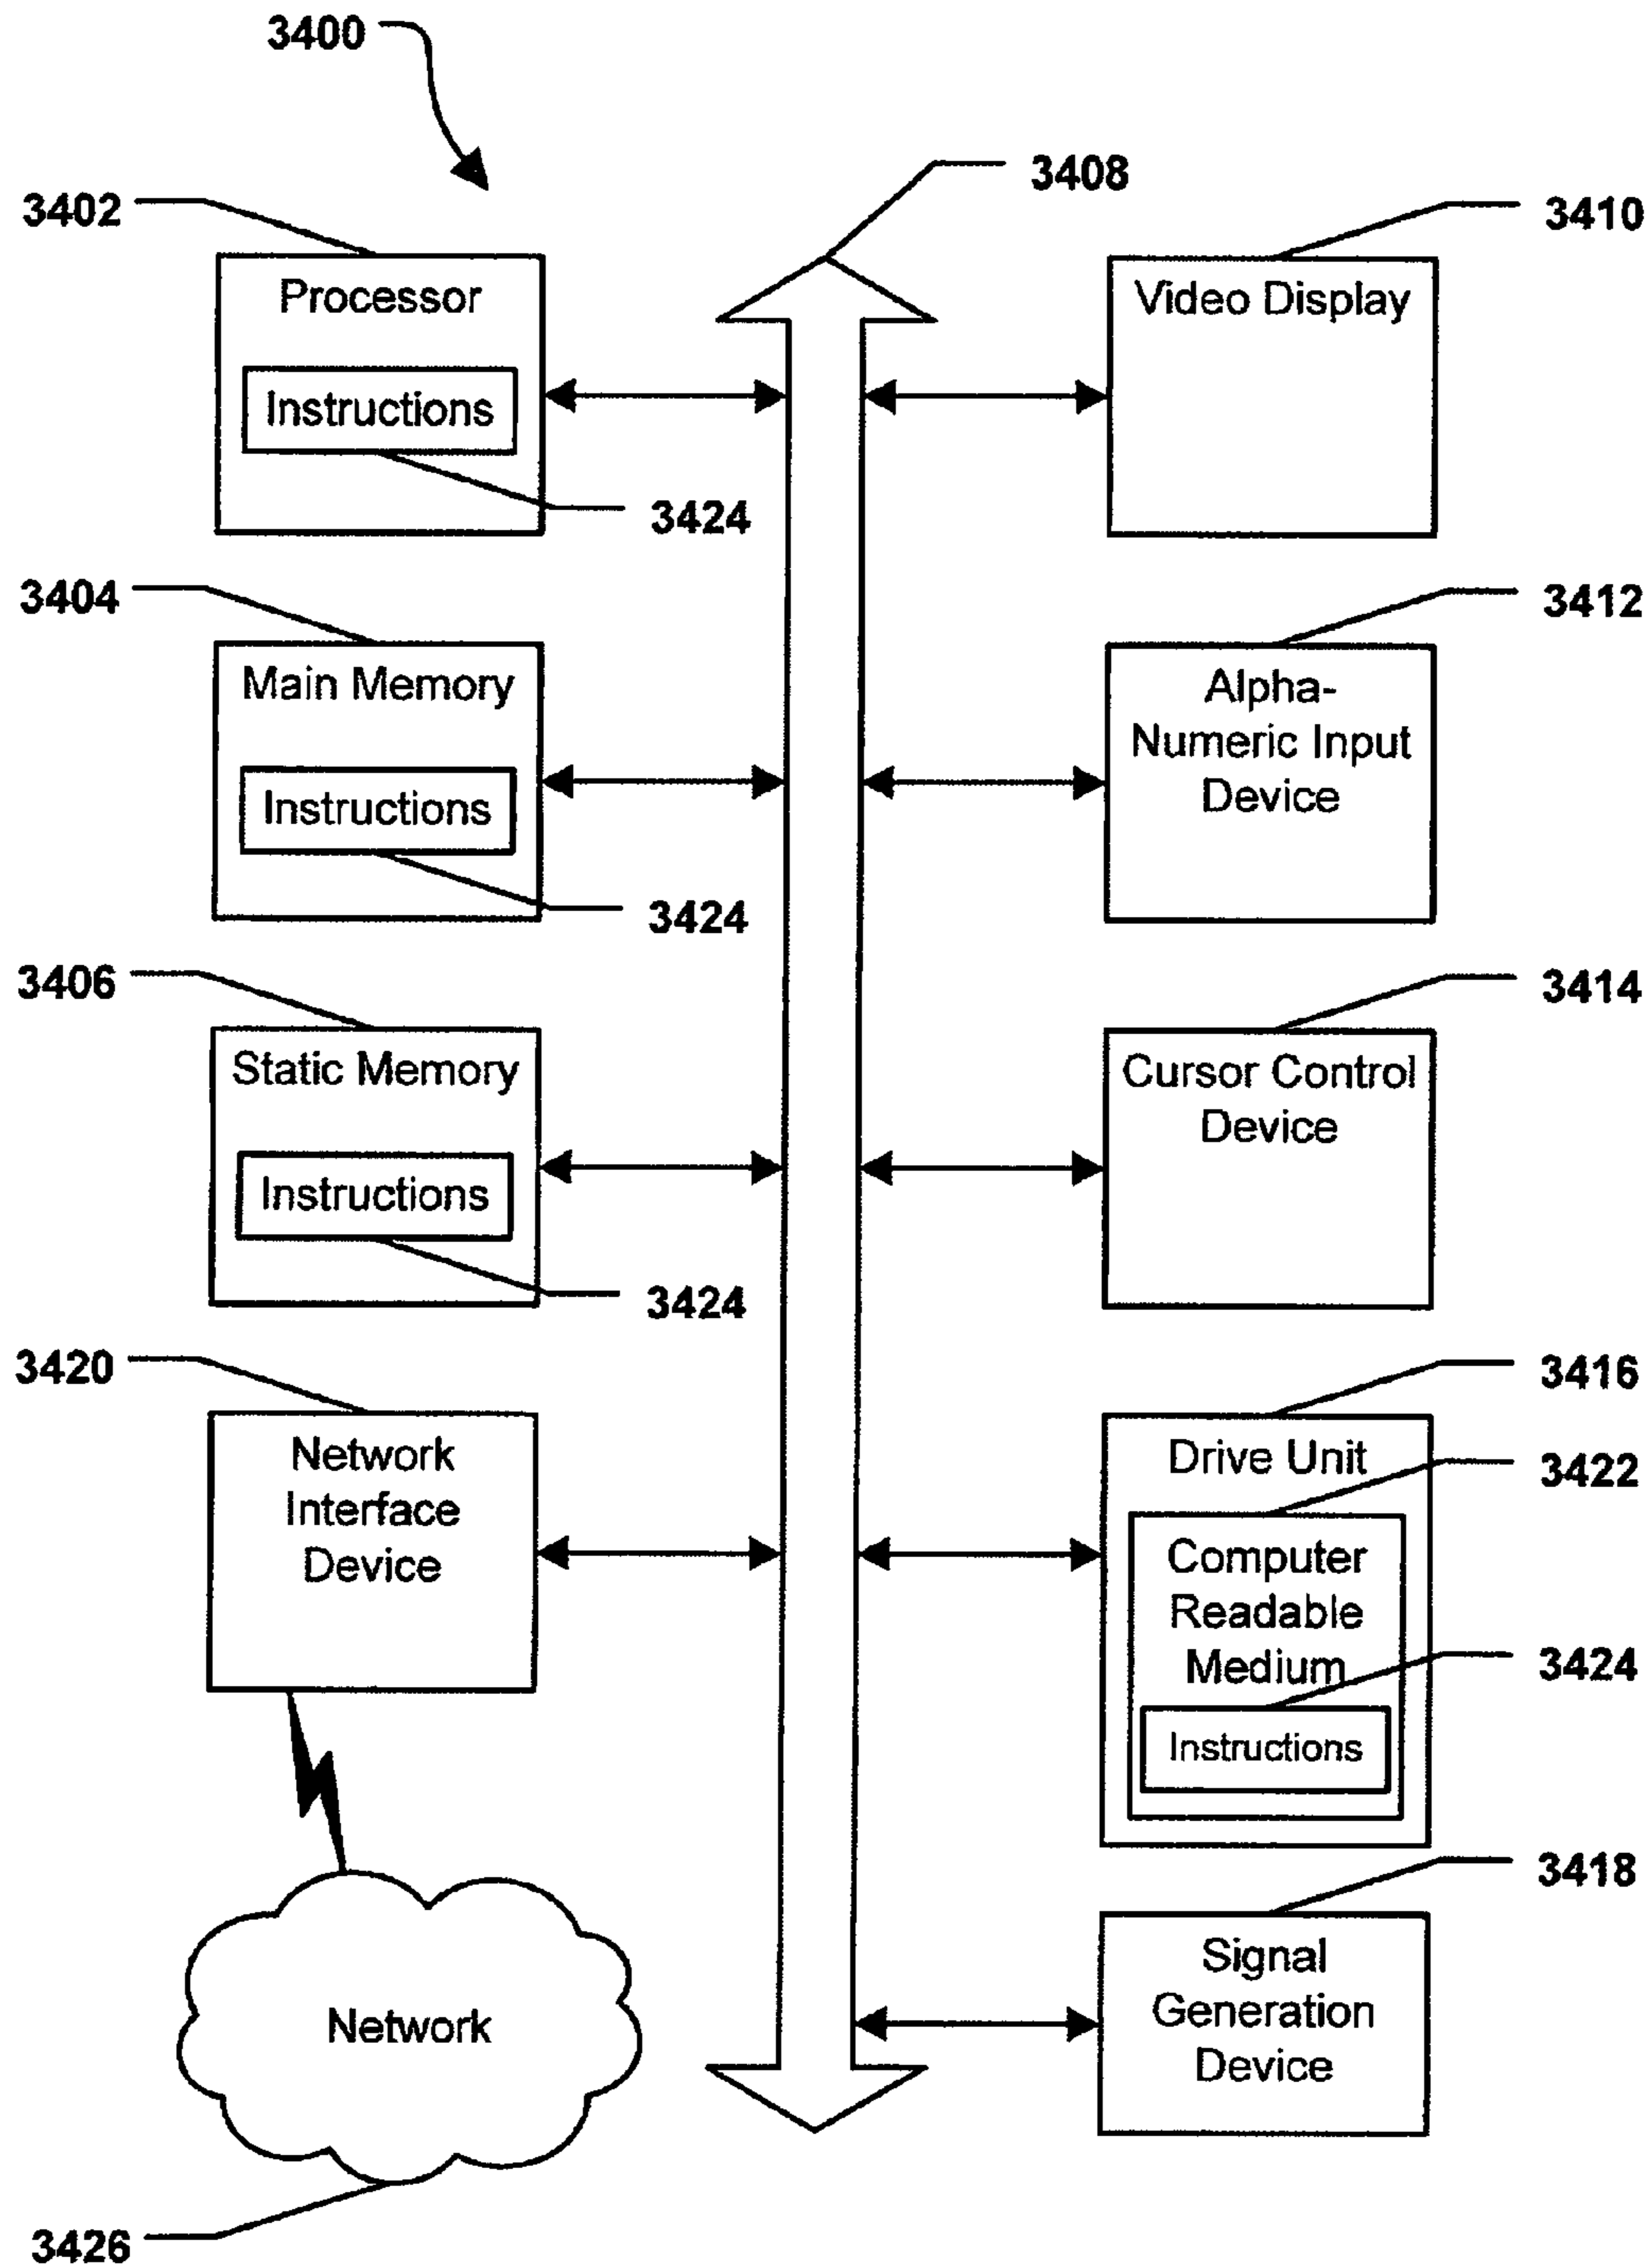 3400
3408
3402
3410
Processor
Instructions
3424
Video Display
3404
3412
Main Memory
Instructions
3424
Alpha-
Numeric Input
Device
3406
3414
Static Memory
Instructions
3424
Cursor Control
Device
3420
3416
Network
Interface
Device
Drive Unit
3422
Computer
Readable
Medium
3424
Instructions
3418
Signal
Generation
Device
Network
3426